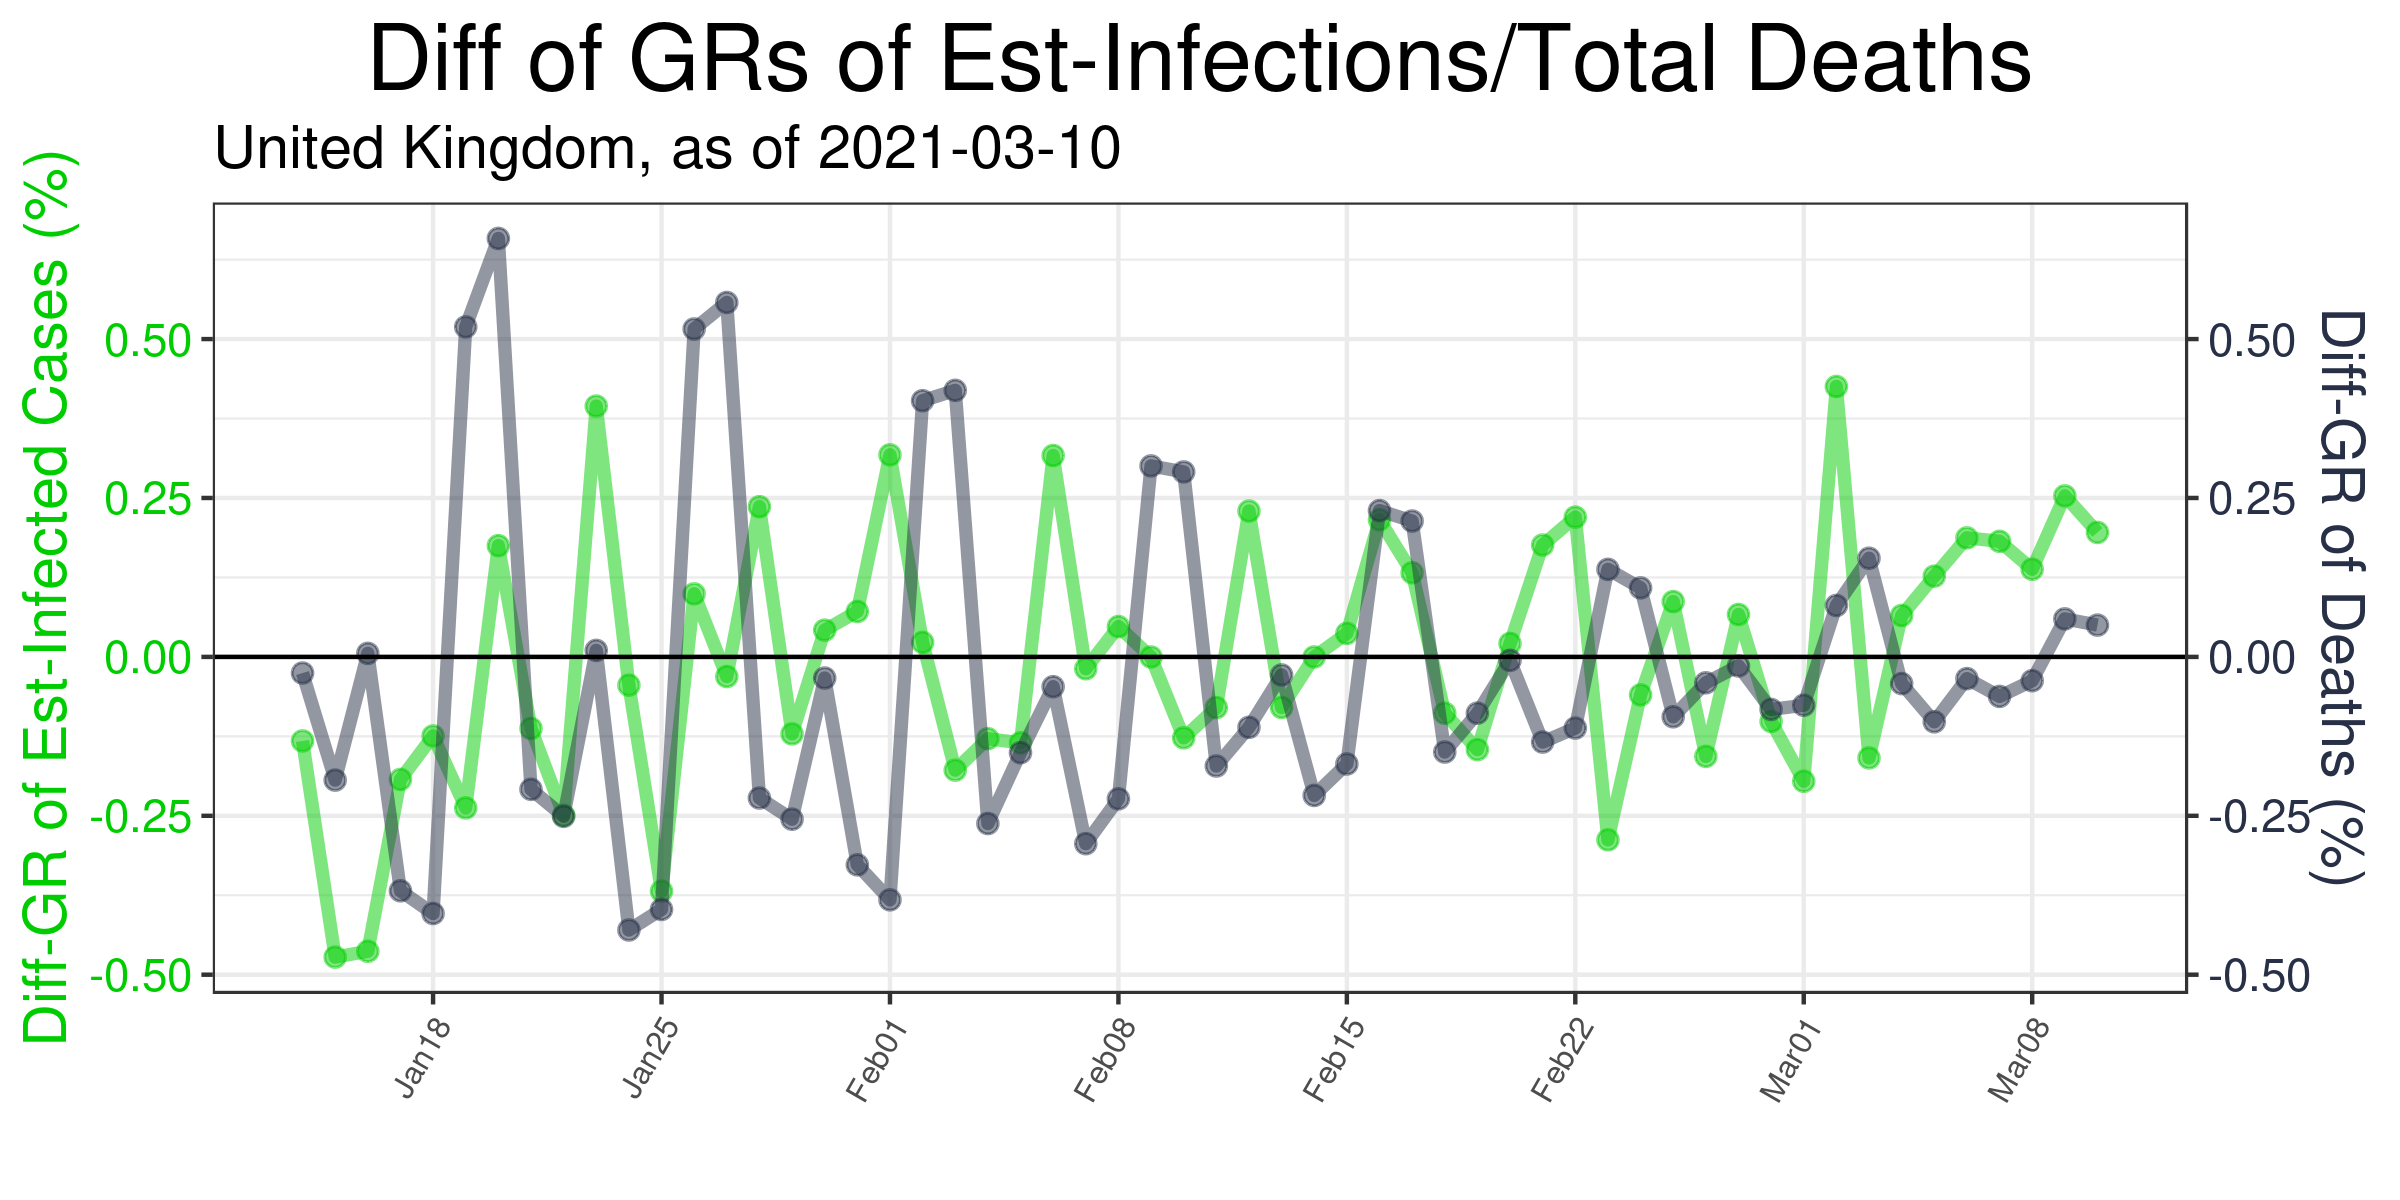 Diff of GRs of Est-Infections/Total Deaths
United Kingdom, as of 2021-03-10
Diff-GR of Est-Infected Cases (%)
0.50
0.25
0.00
-0.25
-0.50
0.50
0.25
0.00
-0.25
-0.50
Diff-GR of Deaths (%)
Jan18
Jan25
Feb01
Feb08
Feb15
Feb22
Mar01
Mar08